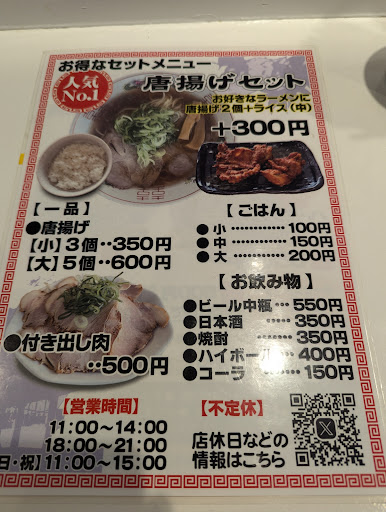 お得なセットメニュー
人気
No.1
唐揚げセット
お好きなラーメンに
唐揚げ2個+ライス(中)
+300円
【一品】
●唐揚げ
【小】3個‥350円
【大】5個‥600円
●付き出し肉
‥500円
【ごはん】
●小 100円
●中 ………… 150円
●大 ………… 200円
【お飲み物】
●ビール中瓶 … 550円
●日本酒 …… 350円
●焼酎 ……… 350円
●ハイボール… 400円
●コーラ …… 150円
【営業時間】
11:00〜14:00
18:00〜21:00
日・祝】11:00〜15:00
【不定休】
店休日などの
情報はこちら
X